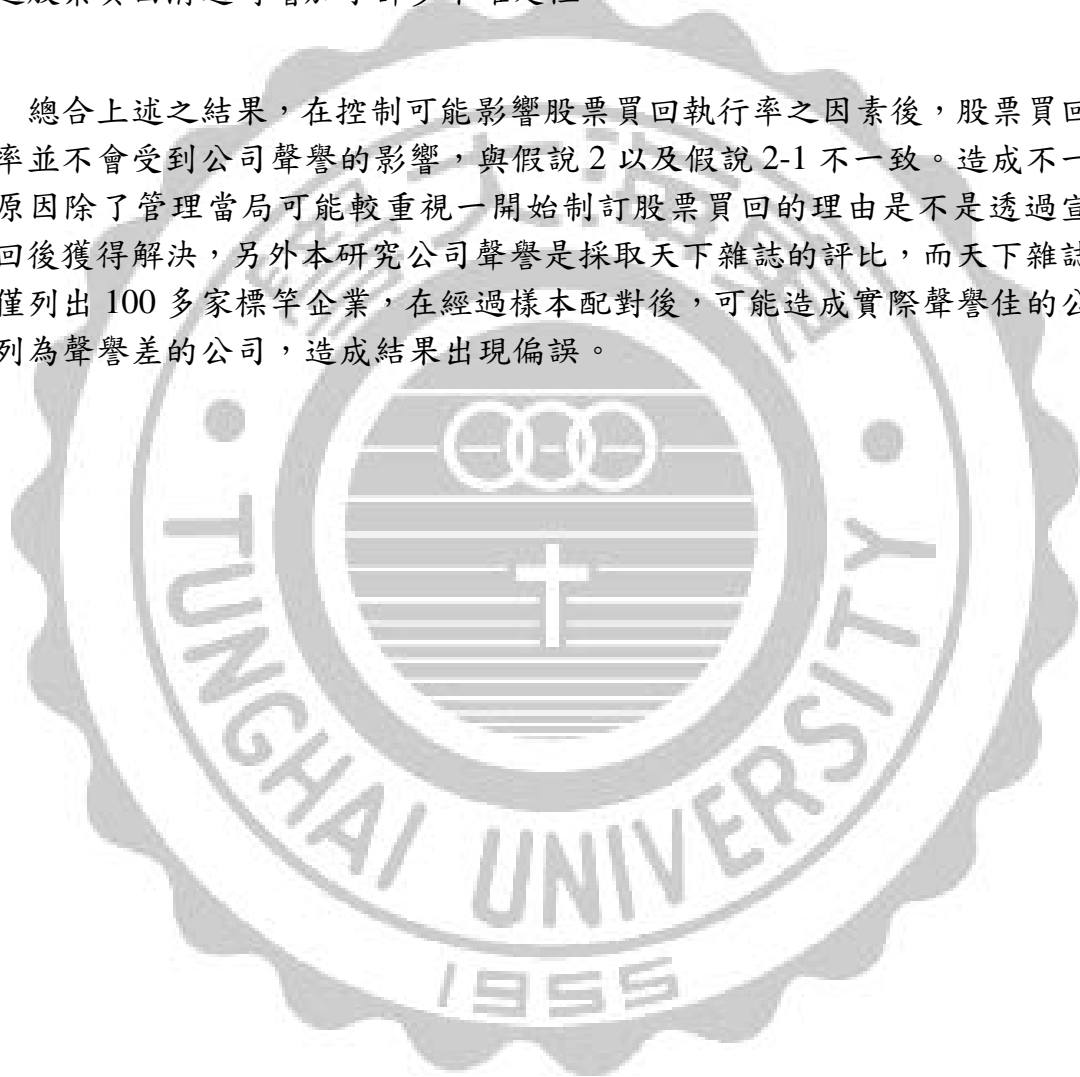 總合上述之結果，在控制可能影響股票買回執行率之因素後，股票買回
率並不會受到公司聲譽的影響，與假說 2 以及假說 2-1 不一致。造成不一
原因除了管理當局可能較重視一開始制訂股票買回的理由是不是透過宣
回後獲得解決，另外本研究公司聲譽是採取天下雜誌的評比，而天下雜誌
僅列出 100 多家標竿企業，在經過樣本配對後，可能造成實際聲譽佳的公
列為聲譽差的公司，造成結果出現偏誤。
TUNGHAI UNIVERSITY
1955